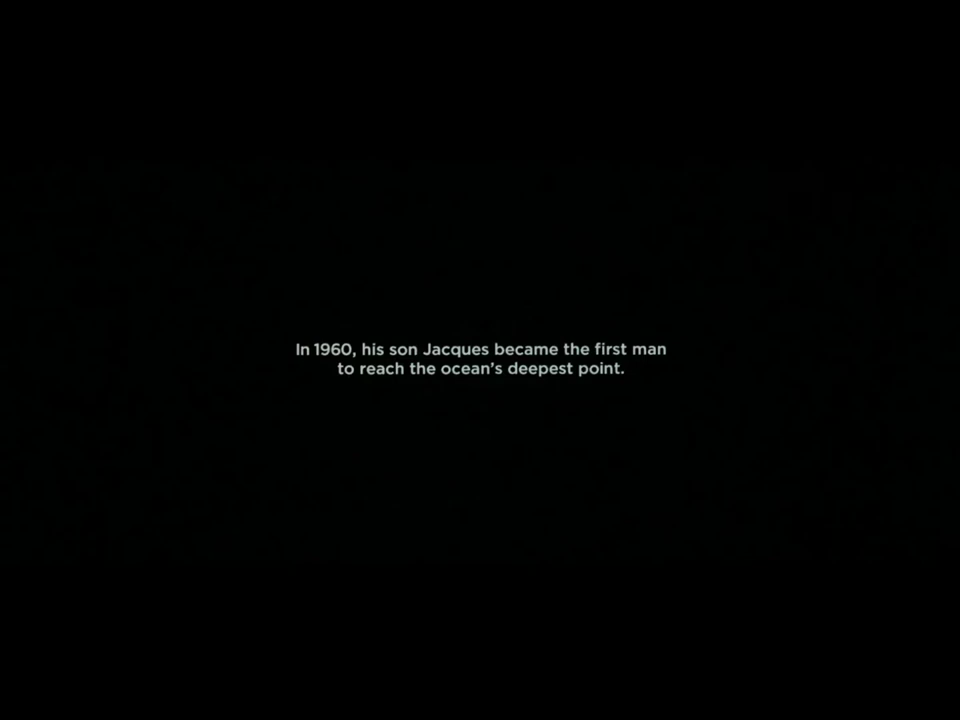 In 1960, his son Jacques became the first man
to reach the ocean’s deepest point.